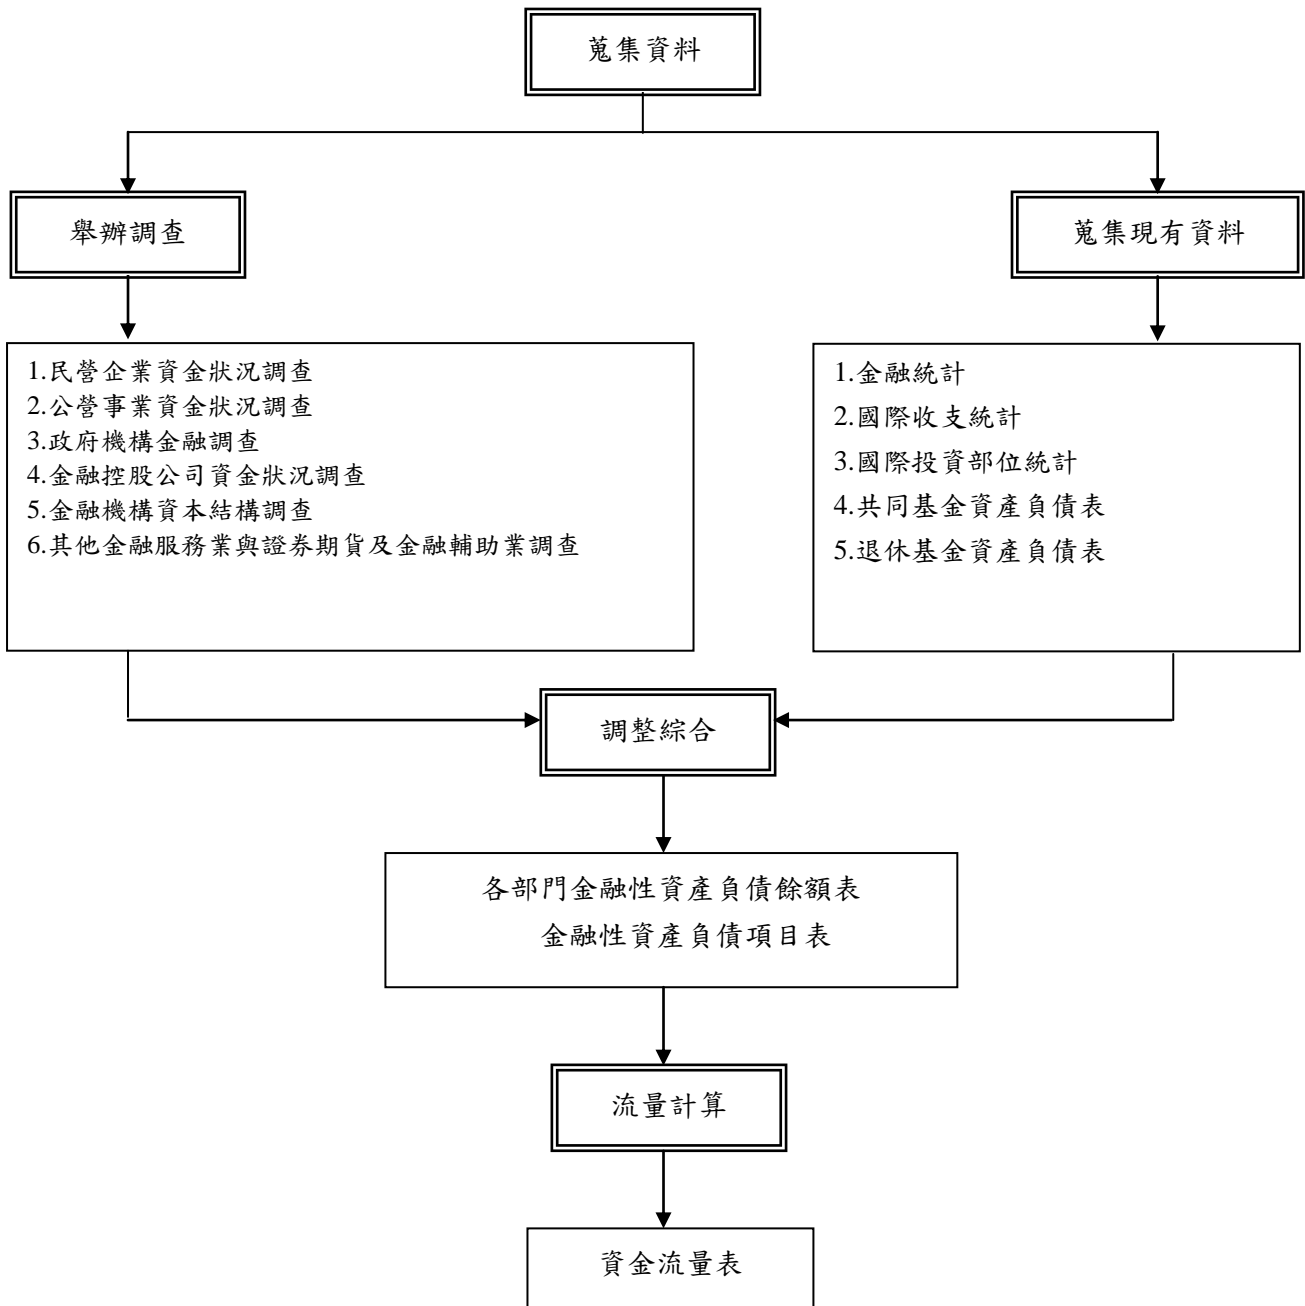 蒐集資料
舉辦調查
蒐集現有資料
1.民營企業資金狀況調查
2.公營事業資金狀況調查
3.政府機構金融調查
4.金融控股公司資金狀況調查
5.金融機構資本結構調查
6.其他金融服務業與證券期貨及金融輔助業調查
1.金融統計
2.國際收支統計
3.國際投資部位統計
4.共同基金資產負債表
5.退休基金資產負債表
調整綜合
各部門金融性資產負債餘額表
金融性資產負債項目表
流量計算
資金流量表